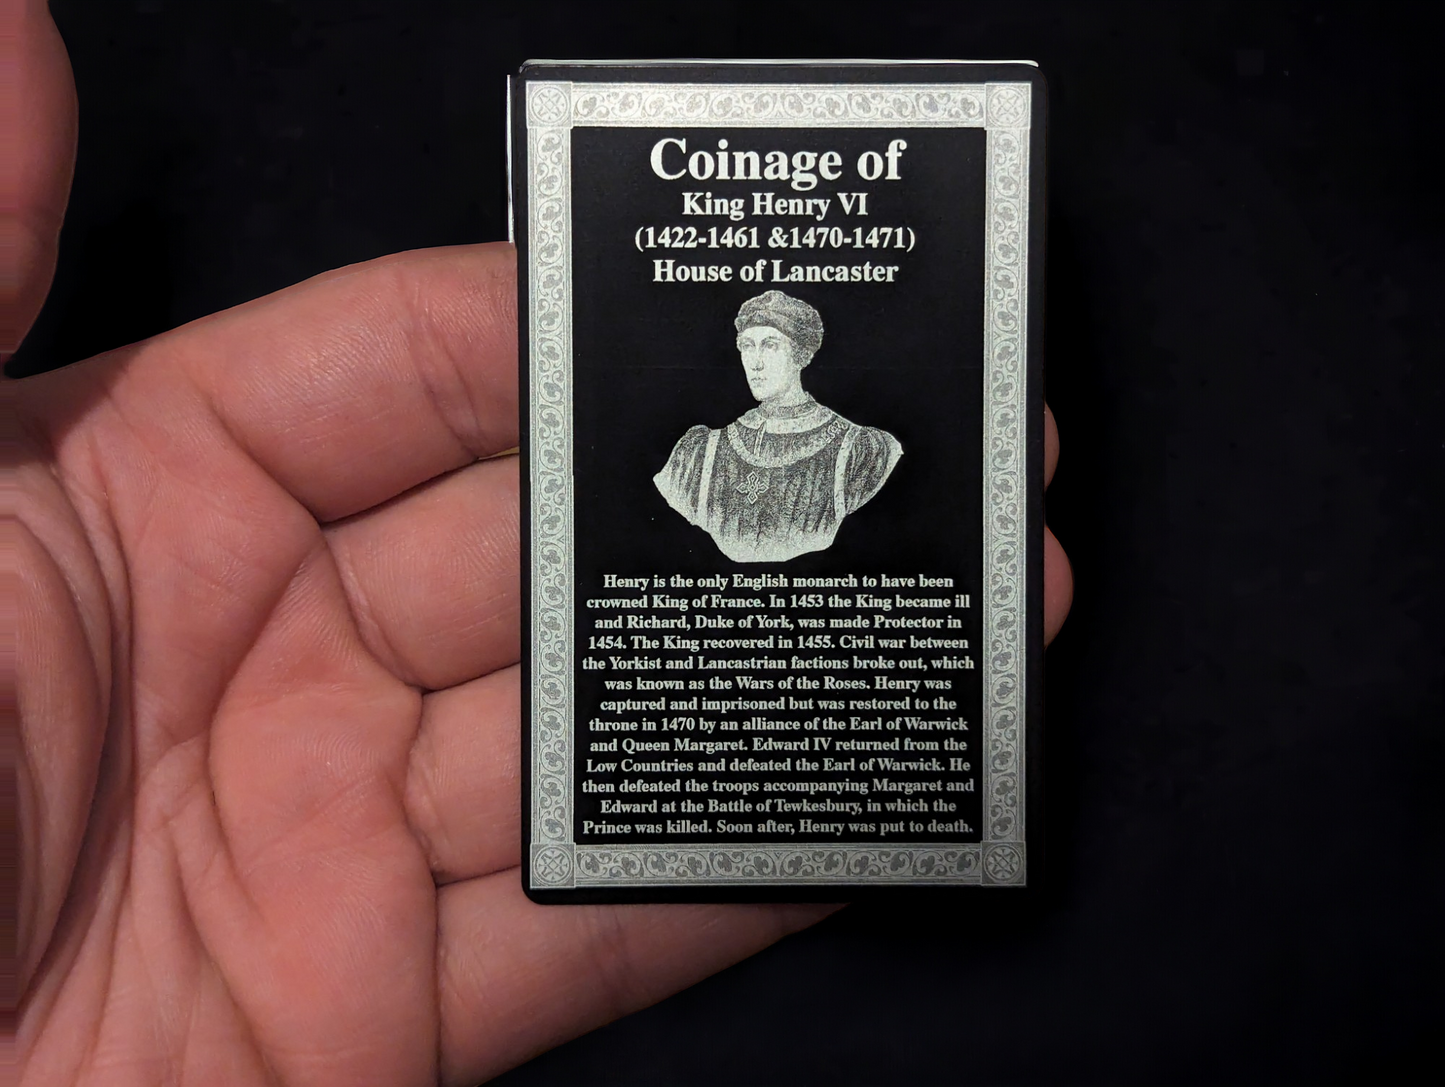 Coinage of
King Henry VI
(1422-1461 &1470-1471)
House of Lancaster
Henry is the only English monarch to have been
crowned King of France. In 1453 the King became ill
and Richard, Duke of York, was made Protector in
1454. The King recovered in 1455. Civil war between
the Yorkist and Lancastrian factions broke out, which
was known as the Wars of the Roses. Henry was
captured and imprisoned but was restored to the
throne in 1470 by an alliance of the Earl of Warwick
and Queen Margaret. Edward IV returned from the
Low Countries and defeated the Earl of Warwick. He
then defeated the troops accompanying Margaret and
Edward at the Battle of Tewkesbury, in which the
Prince was killed. Soon after, Henry was put to death.